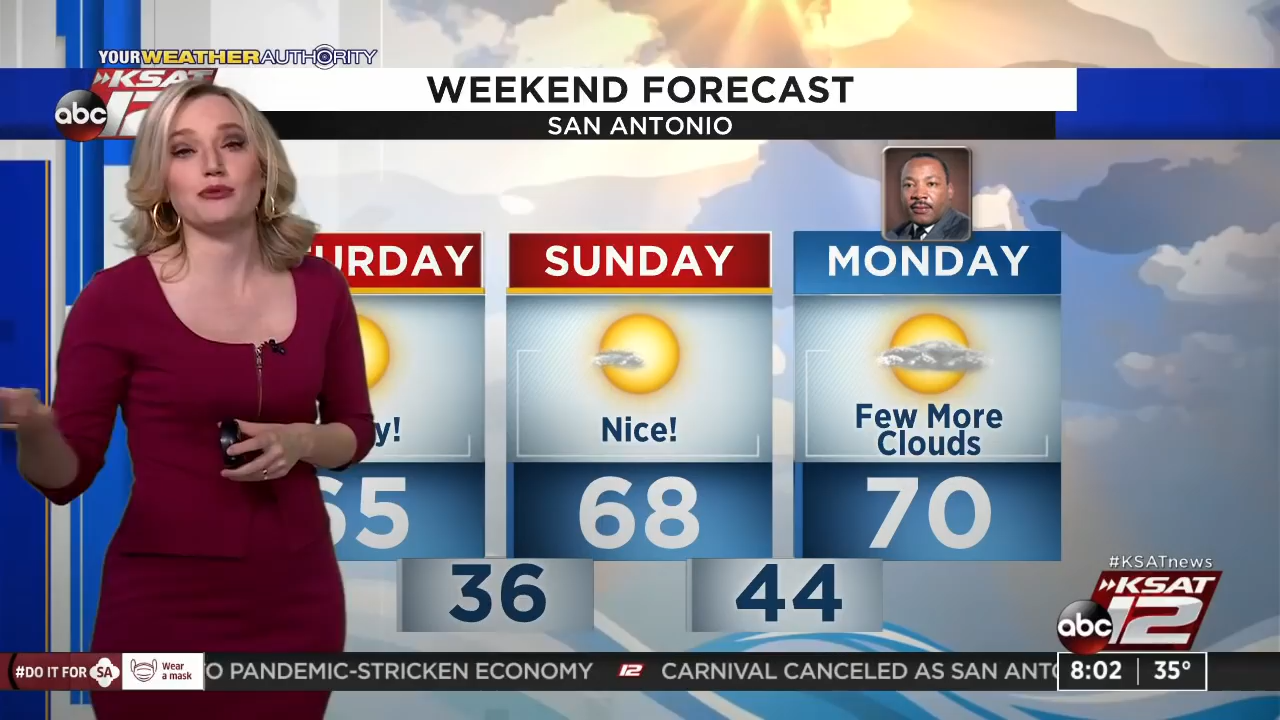 YOURWEATHERAUTHORITY
KSAT
abc 12
WEEKEND FORECAST
SAN ANTONIO
URDAY
SUNDAY
MONDAY
y!
Nice!
Few More
Clouds
65
68
70
36
44
#KSATnews
KSAT
abc 12
#DO IT FOR SA
Wear
a mask
O PANDEMIC-STRICKEN ECONOMY 12 CARNIVAL CANCELED AS SAN ANTO
8:02 35°